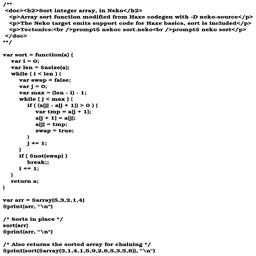 /**
<doc><h2>Sort integer array, in Neko</h2>
<p>Array sort function modified from Haxe codegen with -D neko-source</p>
<p>The Neko target emits support code for Haxe basics, sort is included</p>
<p>Tectonics:<br />prompt$ nekoc sort.neko<br />prompt$ neko sort</p>
</doc>
**/
var sort = function(a) {
var i = 0;
var len = $asize(a);
while ( i < len ) {
var swap = false;
var j = 0;
var max = (len - i) - 1;
while ( j < max ) {
if ( (a[j] - a[j + 1]) > 0 ) {
var tmp = a[j + 1];
a[j + 1] = a[j];
a[j] = tmp;
swap = true;
}
j += 1;
}
if ( $not(swap) )
break;;
i += 1;
}
return a;
}
var arr = $array(5,3,2,1,4)
$print(arr, "\n")
/* Sorts in place */
sort(arr)
$print(arr, "\n")
/* Also returns the sorted array for chaining */
$print(sort($array(3,1,4,1,5,9,2,6,5,3,5,8)), "\n")